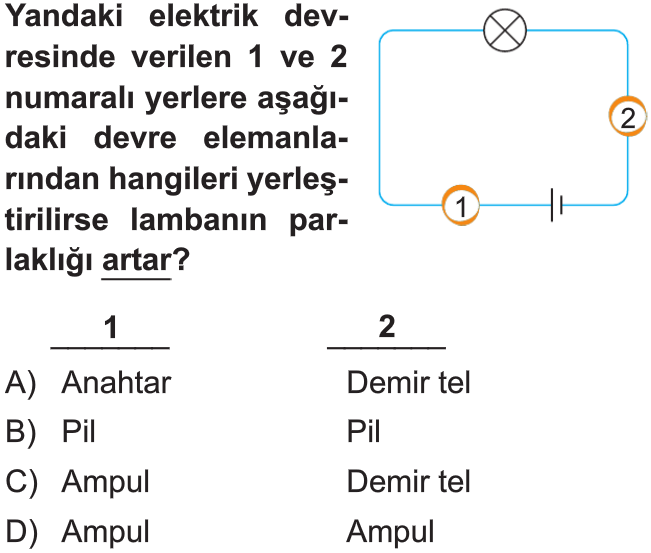 Yandaki elektrik dev-
resinde verilen 1 ve 2
numaralı yerlere aşağı-
daki devre elemanla-
rından hangileri yerleş-
tirilirse lambanın par-
laklığı artar?
2
1
1 2
A) Anahtar Demir tel
B) Pil Pil
C) Ampul Demir tel
D) Ampul Ampul